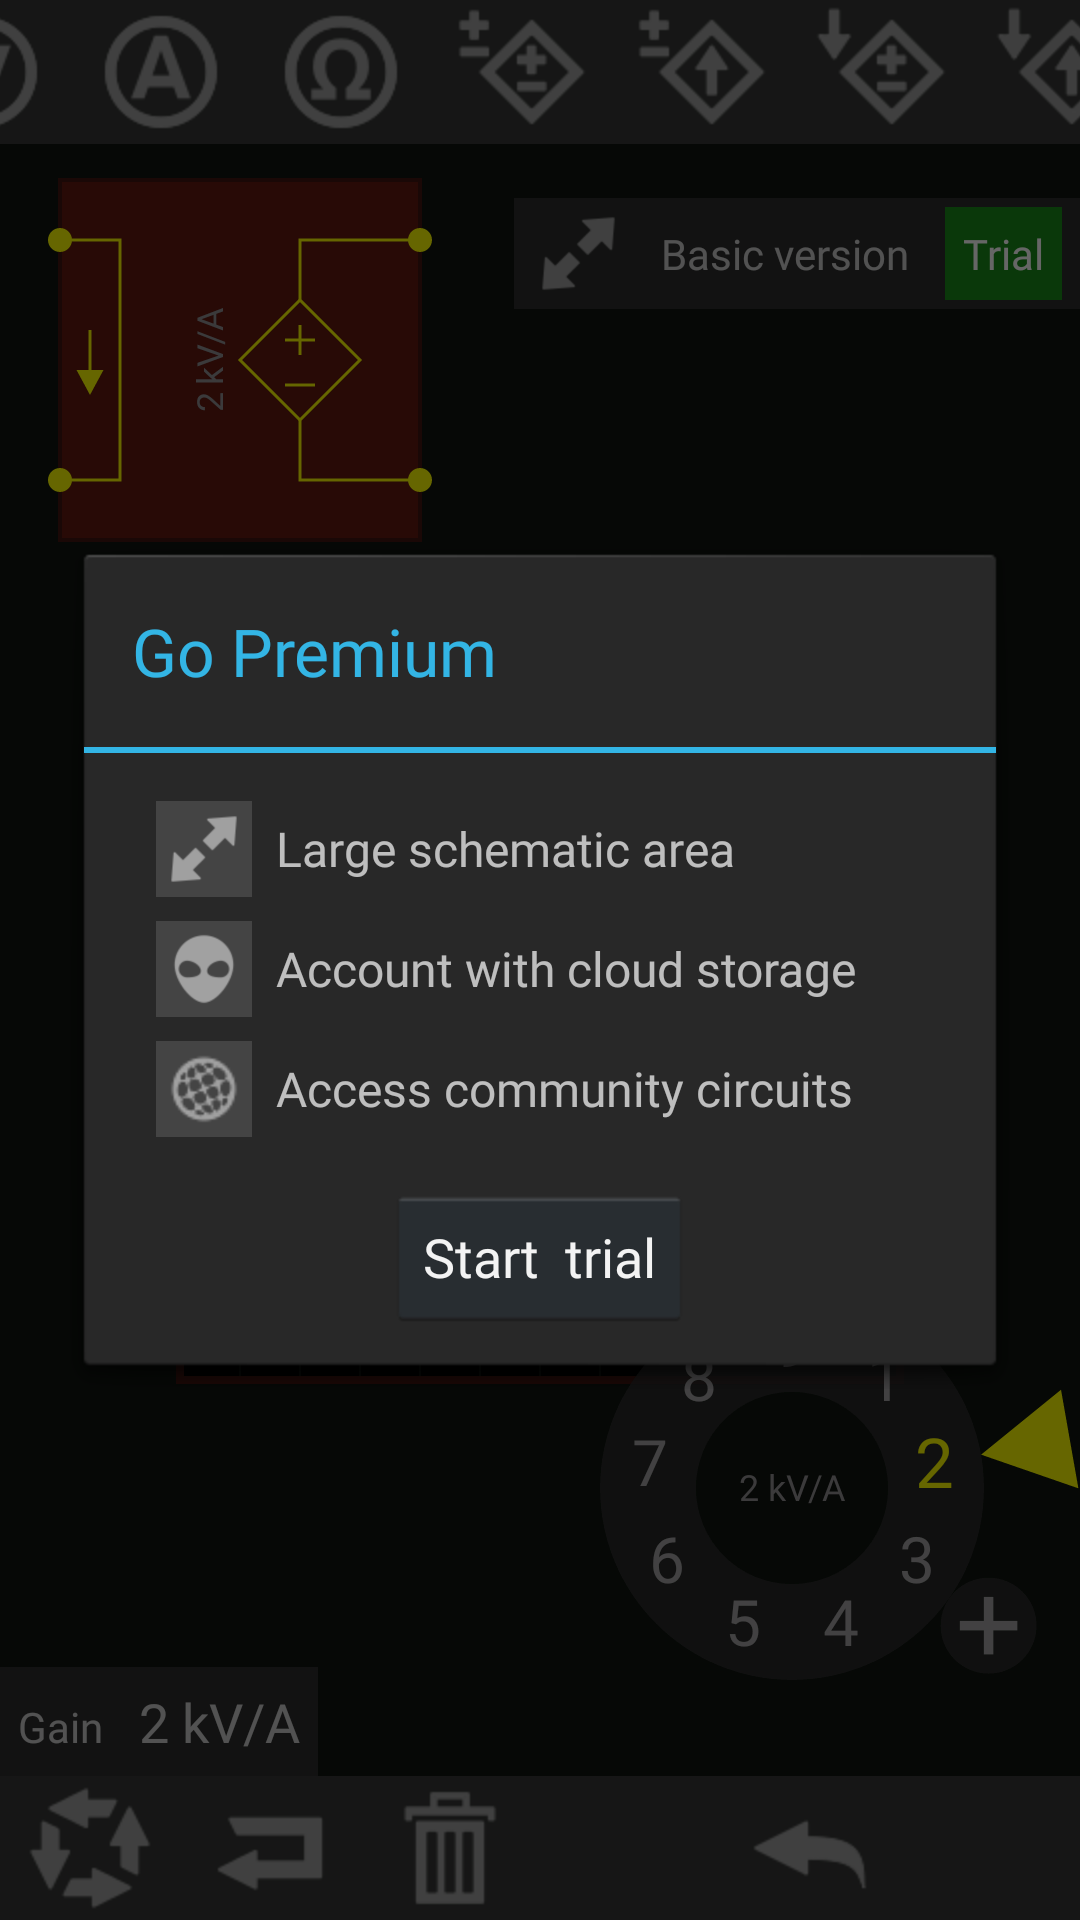 A
Ω
Basic version
Trial
2 kV/A
Go Premium
Large schematic area
Account with cloud storage
Access community circuits
Start trial
8
1
7
2
2 kV/A
6
3
5
4
Gain
2 kV/A